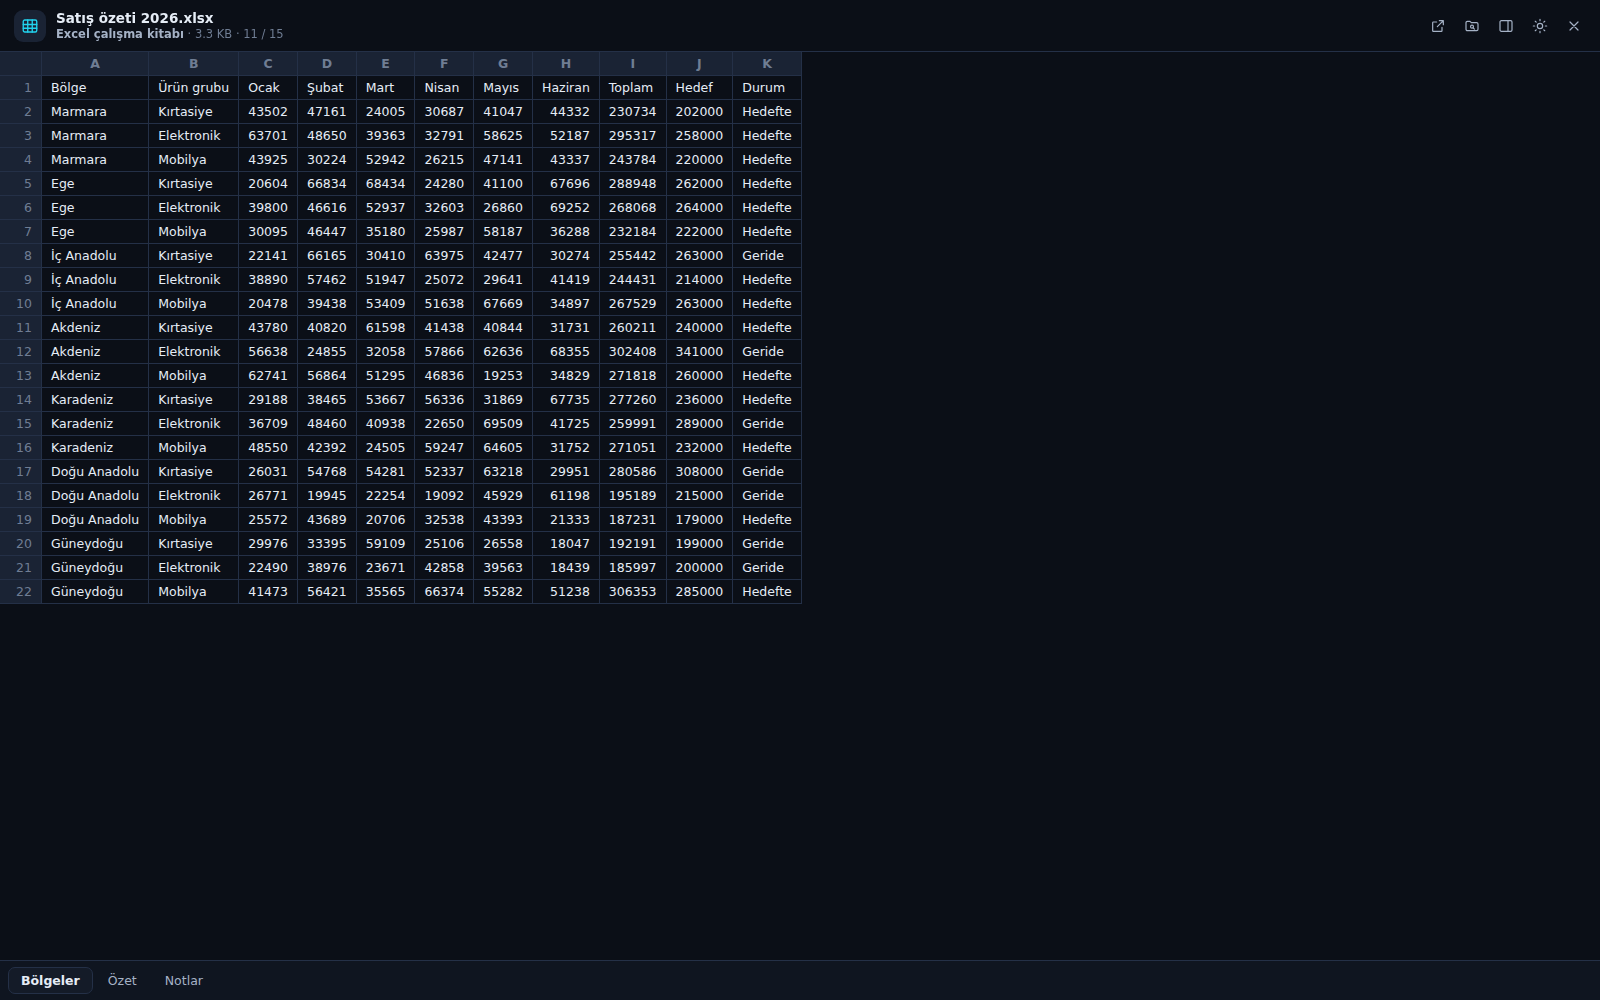 Satış özeti 2026.xlsx
Excel çalışma kitabı · 3.3 KB · 11 / 15
A B C D E F G H I J K
1 Bölge Ürün grubu Ocak Şubat Mart Nisan Mayıs Haziran Toplam Hedef Durum
2 Marmara Kırtasiye 43502 47161 24005 30687 41047 44332 230734 202000 Hedefte
3 Marmara Elektronik 63701 48650 39363 32791 58625 52187 295317 258000 Hedefte
4 Marmara Mobilya 43925 30224 52942 26215 47141 43337 243784 220000 Hedefte
5 Ege Kırtasiye 20604 66834 68434 24280 41100 67696 288948 262000 Hedefte
6 Ege Elektronik 39800 46616 52937 32603 26860 69252 268068 264000 Hedefte
7 Ege Mobilya 30095 46447 35180 25987 58187 36288 232184 222000 Hedefte
8 İç Anadolu Kırtasiye 22141 66165 30410 63975 42477 30274 255442 263000 Geride
9 İç Anadolu Elektronik 38890 57462 51947 25072 29641 41419 244431 214000 Hedefte
10 İç Anadolu Mobilya 20478 39438 53409 51638 67669 34897 267529 263000 Hedefte
11 Akdeniz Kırtasiye 43780 40820 61598 41438 40844 31731 260211 240000 Hedefte
12 Akdeniz Elektronik 56638 24855 32058 57866 62636 68355 302408 341000 Geride
13 Akdeniz Mobilya 62741 56864 51295 46836 19253 34829 271818 260000 Hedefte
14 Karadeniz Kırtasiye 29188 38465 53667 56336 31869 67735 277260 236000 Hedefte
15 Karadeniz Elektronik 36709 48460 40938 22650 69509 41725 259991 289000 Geride
16 Karadeniz Mobilya 48550 42392 24505 59247 64605 31752 271051 232000 Hedefte
17 Doğu Anadolu Kırtasiye 26031 54768 54281 52337 63218 29951 280586 308000 Geride
18 Doğu Anadolu Elektronik 26771 19945 22254 19092 45929 61198 195189 215000 Geride
19 Doğu Anadolu Mobilya 25572 43689 20706 32538 43393 21333 187231 179000 Hedefte
20 Güneydoğu Kırtasiye 29976 33395 59109 25106 26558 18047 192191 199000 Geride
21 Güneydoğu Elektronik 22490 38976 23671 42858 39563 18439 185997 200000 Geride
22 Güneydoğu Mobilya 41473 56421 35565 66374 55282 51238 306353 285000 Hedefte
Bölgeler Özet Notlar